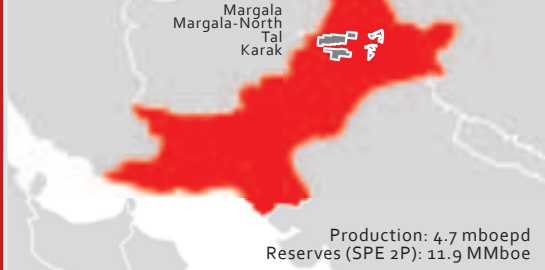 Margala
Margala-North
Tal
Karak
Production: 4.7 mboepd
Reserves (SPE 2P): 11.9 MMboe